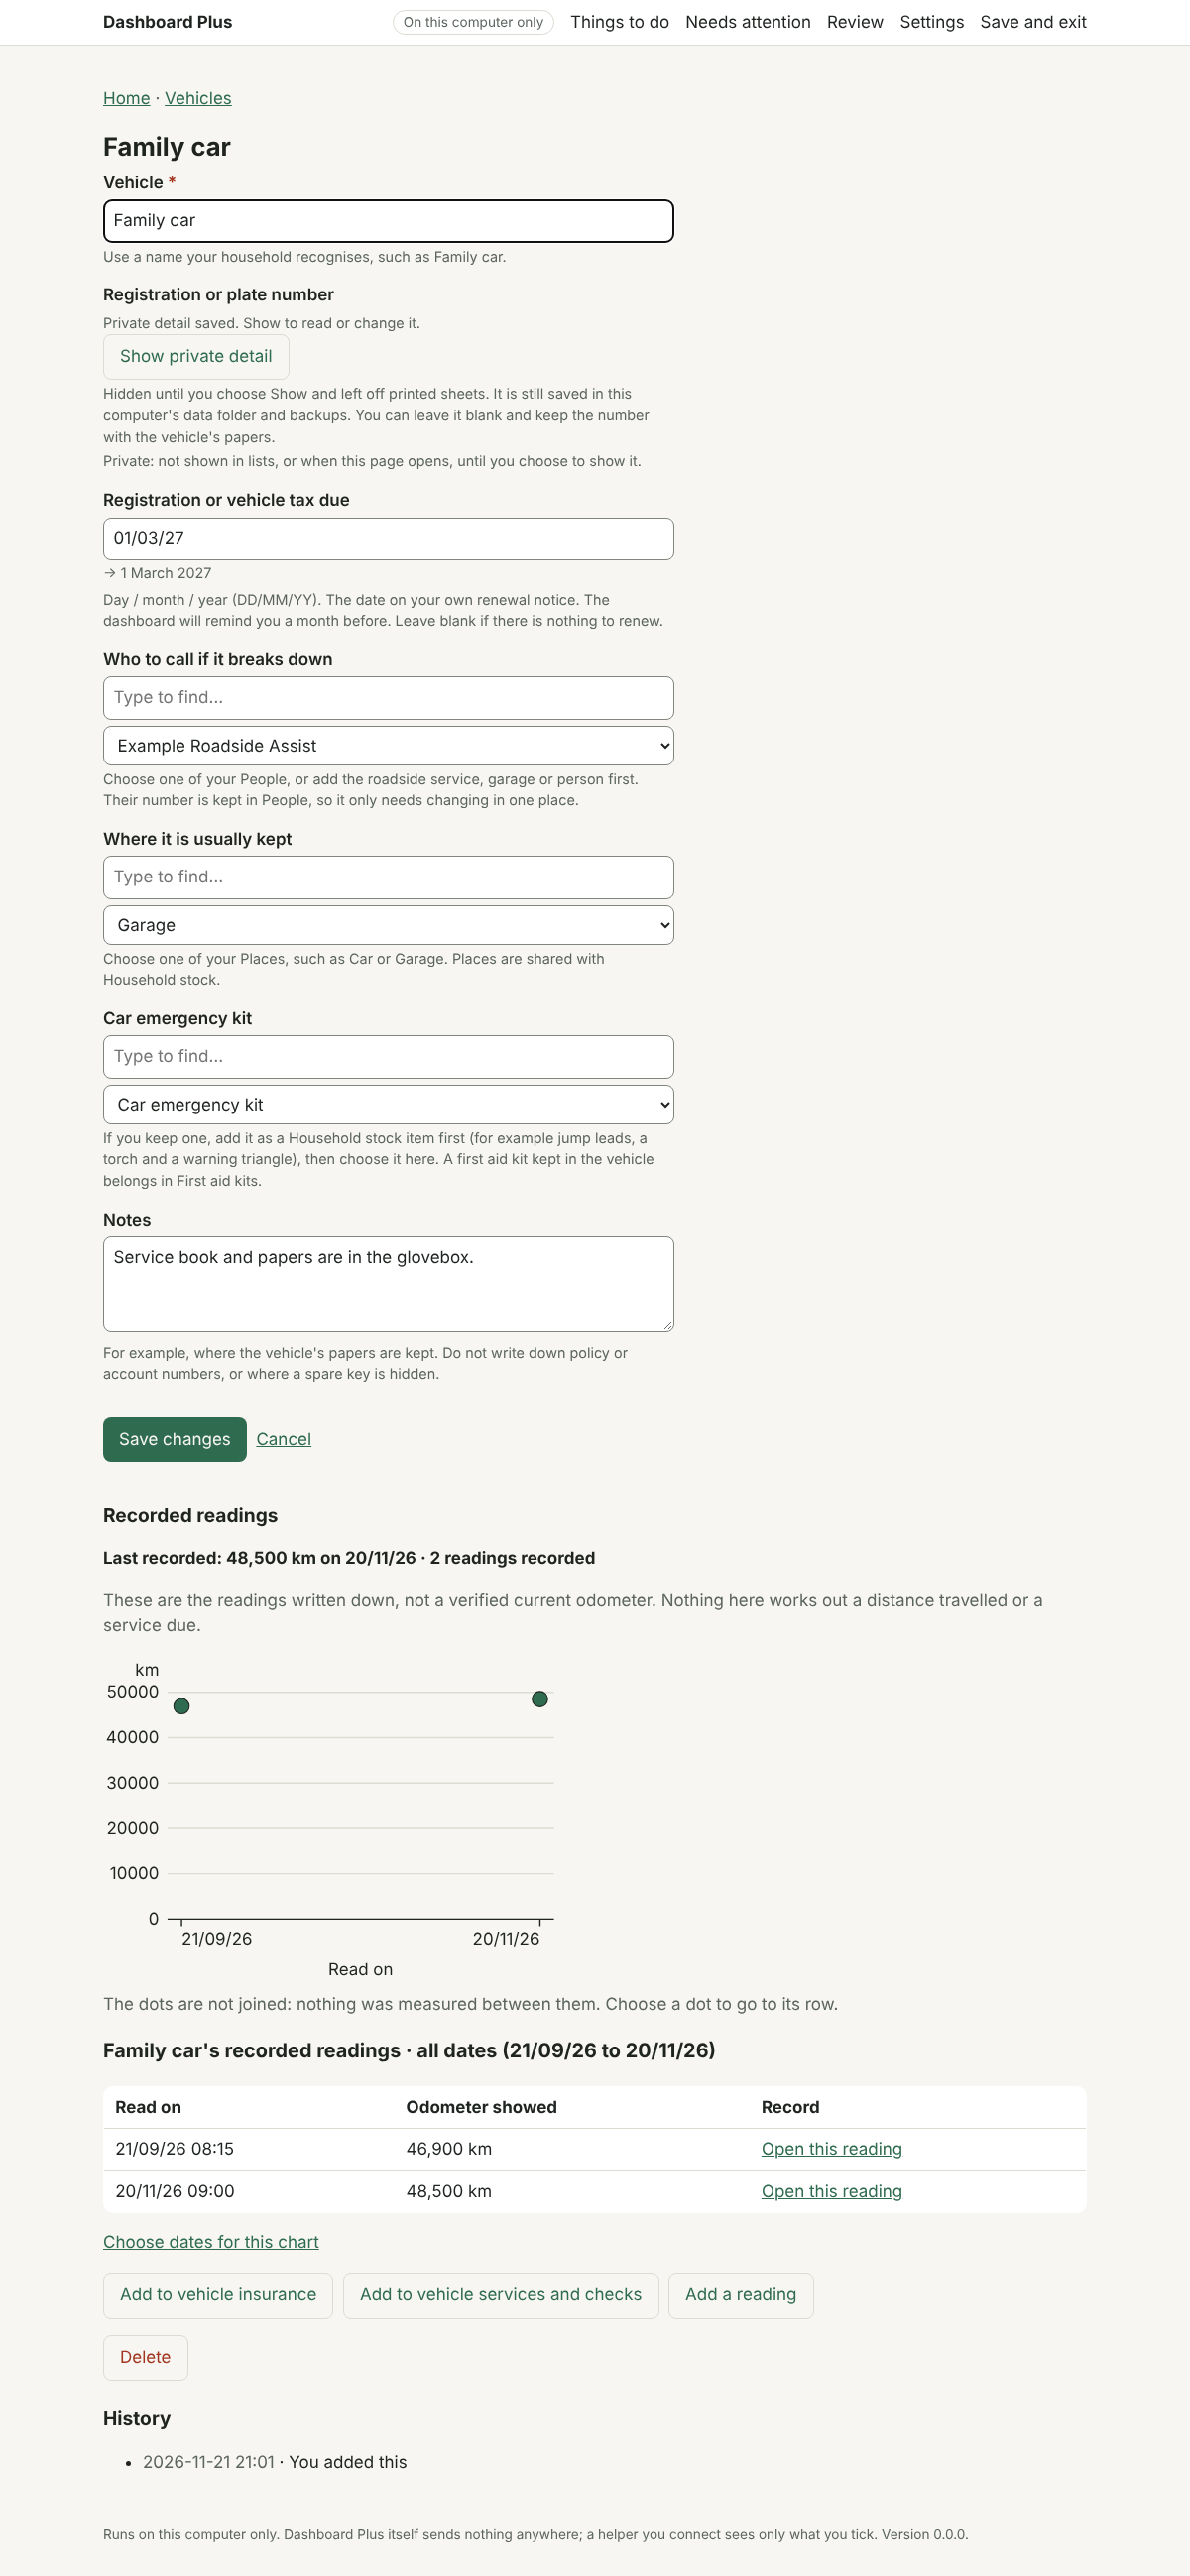 Dashboard Plus
On this computer only
Things to do
Needs attention
Review
Settings
Save and exit
Home · Vehicles
Family car
Vehicle *
Family car
Use a name your household recognises, such as Family car.
Registration or plate number
Private detail saved. Show to read or change it.
Show private detail
Hidden until you choose Show and left off printed sheets. It is still saved in this
computer's data folder and backups. You can leave it blank and keep the number
with the vehicle's papers.
Private: not shown in lists, or when this page opens, until you choose to show it.
Registration or vehicle tax due
01/03/27
→ 1 March 2027
Day / month / year (DD/MM/YY). The date on your own renewal notice. The
dashboard will remind you a month before. Leave blank if there is nothing to renew.
Who to call if it breaks down
Type to find...
Example Roadside Assist
Choose one of your People, or add the roadside service, garage or person first.
Their number is kept in People, so it only needs changing in one place.
Where it is usually kept
Type to find...
Garage
Choose one of your Places, such as Car or Garage. Places are shared with
Household stock.
Car emergency kit
Type to find...
Car emergency kit
If you keep one, add it as a Household stock item first (for example jump leads, a
torch and a warning triangle), then choose it here. A first aid kit kept in the vehicle
belongs in First aid kits.
Notes
Service book and papers are in the glovebox.
For example, where the vehicle's papers are kept. Do not write down policy or
account numbers, or where a spare key is hidden.
Save changes
Cancel
Recorded readings
Last recorded: 48,500 km on 20/11/26 · 2 readings recorded
These are the readings written down, not a verified current odometer. Nothing here works out a distance travelled or a
service due.
km
50000
40000
30000
20000
10000
0
21/09/26
20/11/26
Read on
The dots are not joined: nothing was measured between them. Choose a dot to go to its row.
Family car's recorded readings · all dates (21/09/26 to 20/11/26)
Read on
Odometer showed
Record
21/09/26 08:15
46,900 km
Open this reading
20/11/26 09:00
48,500 km
Open this reading
Choose dates for this chart
Add to vehicle insurance
Add to vehicle services and checks
Add a reading
Delete
History
2026-11-21 21:01 · You added this
Runs on this computer only. Dashboard Plus itself sends nothing anywhere; a helper you connect sees only what you tick. Version 0.0.0.